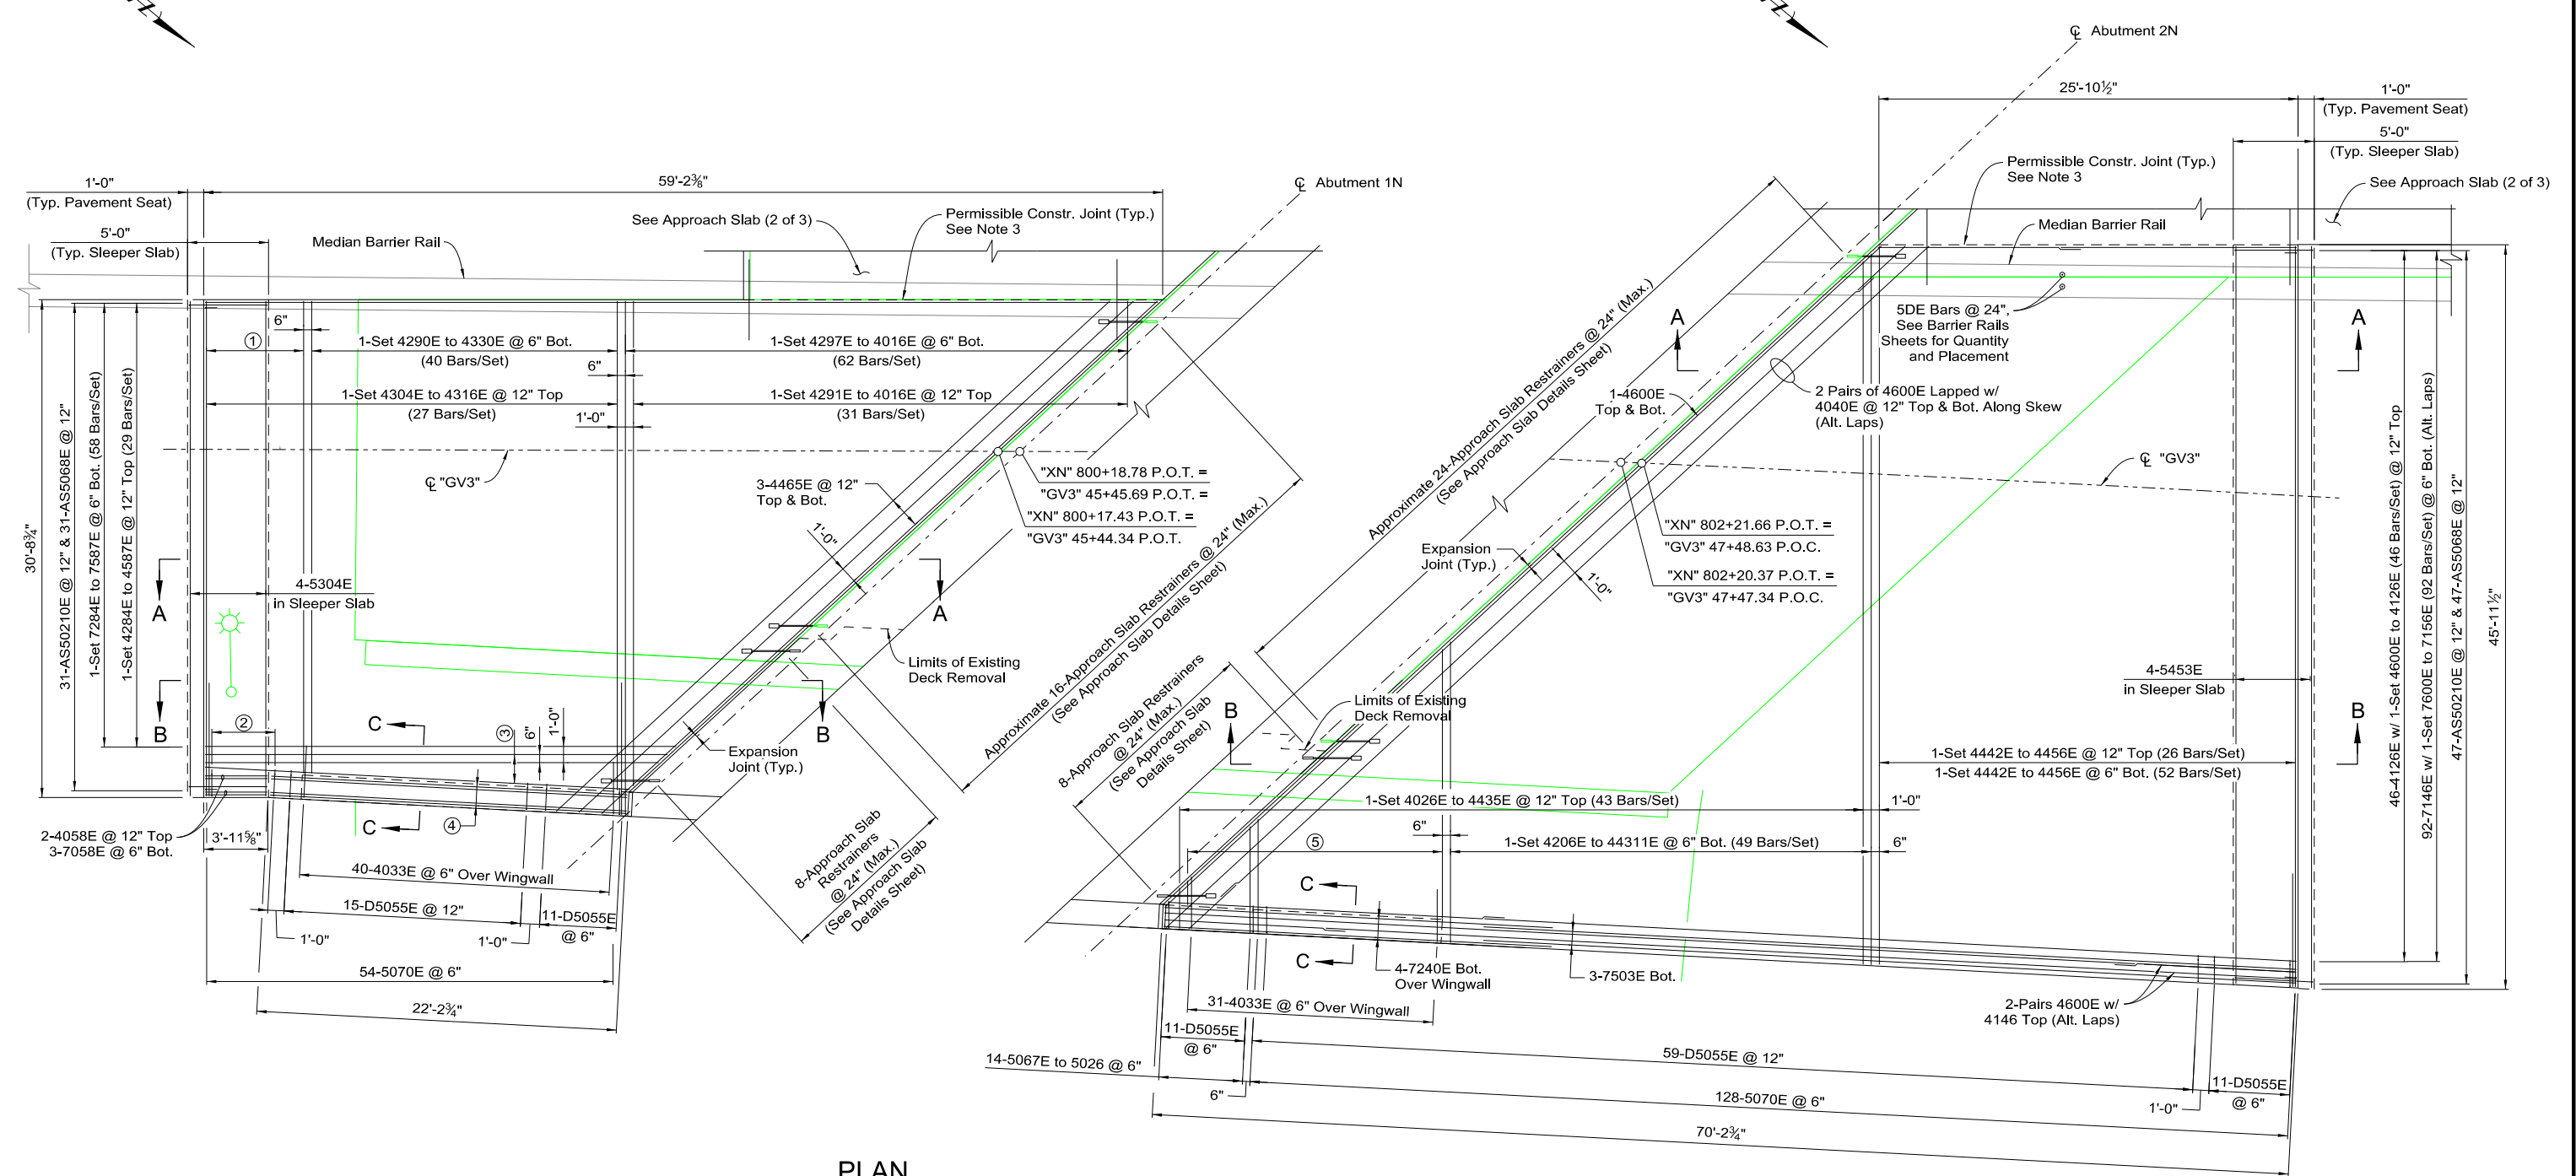 N
N
℄ Abutment 2N
25'-10½"
1'-0"
(Typ. Pavement Seat)
5'-0"
(Typ. Sleeper Slab)
Permissible Constr. Joint (Typ.)
See Note 3
See Approach Slab (2 of 3)
Median Barrier Rail
1'-0"
(Typ. Pavement Seat)
5'-0"
(Typ. Sleeper Slab)
59'-2⅜"
℄ Abutment 1N
See Approach Slab (2 of 3)
Permissible Constr. Joint (Typ.)
See Note 3
Median Barrier Rail
6"
①
1-Set 4290E to 4330E @ 6" Bot.
(40 Bars/Set)
1-Set 4297E to 4016E @ 6" Bot.
(62 Bars/Set)
6"
1-Set 4304E to 4316E @ 12" Top
(27 Bars/Set)
1-Set 4291E to 4016E @ 12" Top
(31 Bars/Set)
1'-0"
℄ "GV3"
30'-8¾"
31-AS50210E @ 12" & 31-AS5068E @ 12"
1-Set 7284E to 7587E @ 6" Bot. (58 Bars/Set)
1-Set 4284E to 4587E @ 12" Top (29 Bars/Set)
3-4465E @ 12"
Top & Bot.
1'-0"
"XN" 800+18.78 P.O.T. =
"GV3" 45+45.69 P.O.T. =
"XN" 800+17.43 P.O.T. =
"GV3" 45+44.34 P.O.T.
A
A
B
B
4-5304E
in Sleeper Slab
Limits of Existing
Deck Removal
Approximate 16-Approach Slab Restrainers @ 24" (Max.)
(See Approach Slab Details Sheet)
②
C
③
6"
1'-0"
Expansion
Joint (Typ.)
C
④
2-4058E @ 12" Top
3-7058E @ 6" Bot.
3'-11⅝"
40-4033E @ 6" Over Wingwall
15-D5055E @ 12"
11-D5055E
@ 6"
1'-0"
1'-0"
54-5070E @ 6"
22'-2¾"
8-Approach Slab
Restrainers
@ 24" (Max.)
(See Approach Slab
Details Sheet)
Approximate 24-Approach Slab Restrainers @ 24" (Max.)
(See Approach Slab Details Sheet)
A
A
5DE Bars @ 24",
See Barrier Rails
Sheets for Quantity
and Placement
1-4600E
Top & Bot.
2 Pairs of 4600E Lapped w/
4040E @ 12" Top & Bot. Along Skew
(Alt. Laps)
℄ "GV3"
"XN" 802+21.66 P.O.T. =
"GV3" 47+48.63 P.O.C.
"XN" 802+20.37 P.O.T. =
"GV3" 47+47.34 P.O.C.
Expansion
Joint (Typ.)
1'-0"
46-4126E w/ 1-Set 4600E to 4126E (46 Bars/Set) @ 12" Top
92-7146E w/ 1-Set 7600E to 7156E (92 Bars/Set) @ 6" Bot. (Alt. Laps)
47-AS50210E @ 12" & 47-AS5068E @ 12"
45'-11½"
8-Approach Slab Restrainers
@ 24" (Max.)
(See Approach Slab
Details Sheet)
Limits of Existing
Deck Removal
B
B
4-5453E
in Sleeper Slab
1-Set 4442E to 4456E @ 12" Top (26 Bars/Set)
1-Set 4442E to 4456E @ 6" Bot. (52 Bars/Set)
1-Set 4026E to 4435E @ 12" Top (43 Bars/Set)
1'-0"
⑤
6"
1-Set 4206E to 44311E @ 6" Bot. (49 Bars/Set)
6"
C
C
4-7240E Bot.
Over Wingwall
3-7503E Bot.
31-4033E @ 6" Over Wingwall
2-Pairs 4600E w/
4146 Top (Alt. Laps)
11-D5055E
@ 6"
59-D5055E @ 12"
11-D5055E
@ 6"
14-5067E to 5026 @ 6"
6"
128-5070E @ 6"
1'-0"
70'-2¾"
PLAN